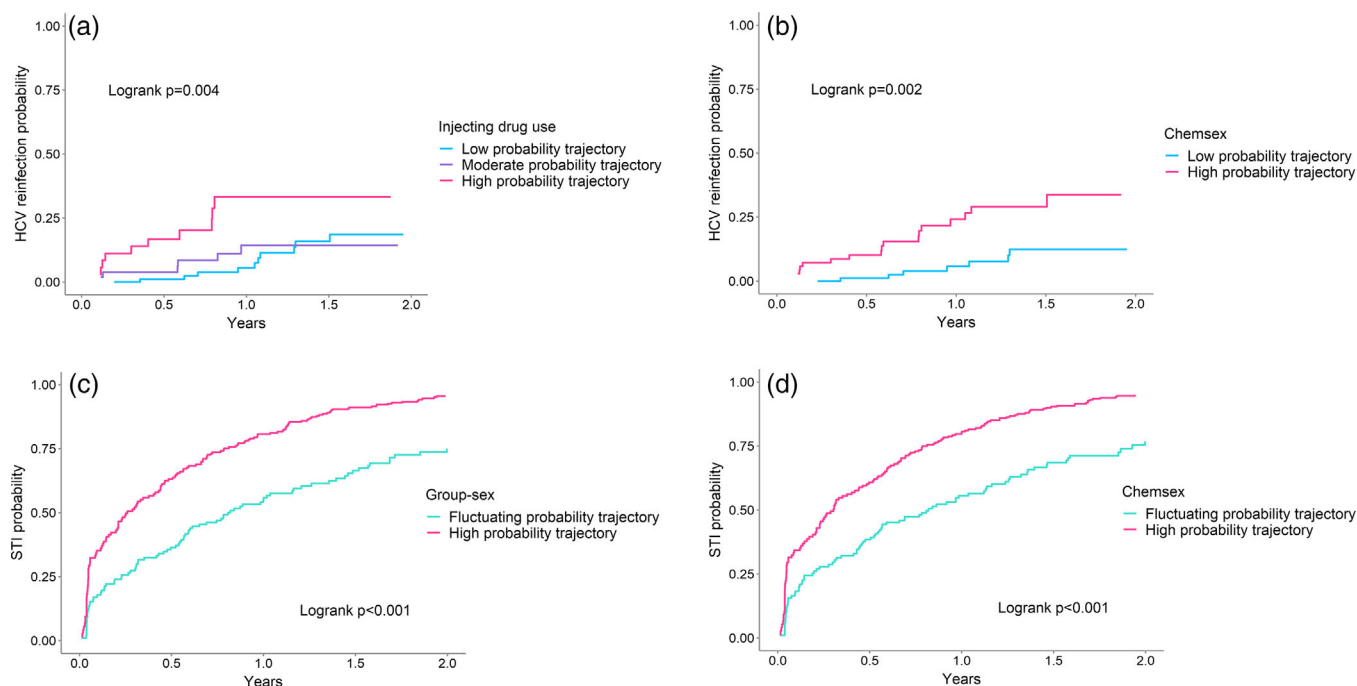 (a)
HCV reinfection probability
1.00
0.75
0.50
0.25
0.00
Logrank p=0.004
0.0 0.5 1.0 1.5 2.0
Years
Injecting drug use
Low probability trajectory
Moderate probability trajectory
High probability trajectory
(b)
HCV reinfection probability
1.00
0.75
0.50
0.25
0.00
Logrank p=0.002
0.0 0.5 1.0 1.5 2.0
Years
Chemsex
Low probability trajectory
High probability trajectory
(c)
STI probability
1.00
0.75
0.50
0.25
0.00
Logrank p<0.001
0.0 0.5 1.0 1.5 2.0
Years
Group-sex
Fluctuating probability trajectory
High probability trajectory
(d)
STI probability
1.00
0.75
0.50
0.25
0.00
Logrank p<0.001
0.0 0.5 1.0 1.5 2.0
Years
Chemsex
Fluctuating probability trajectory
High probability trajectory